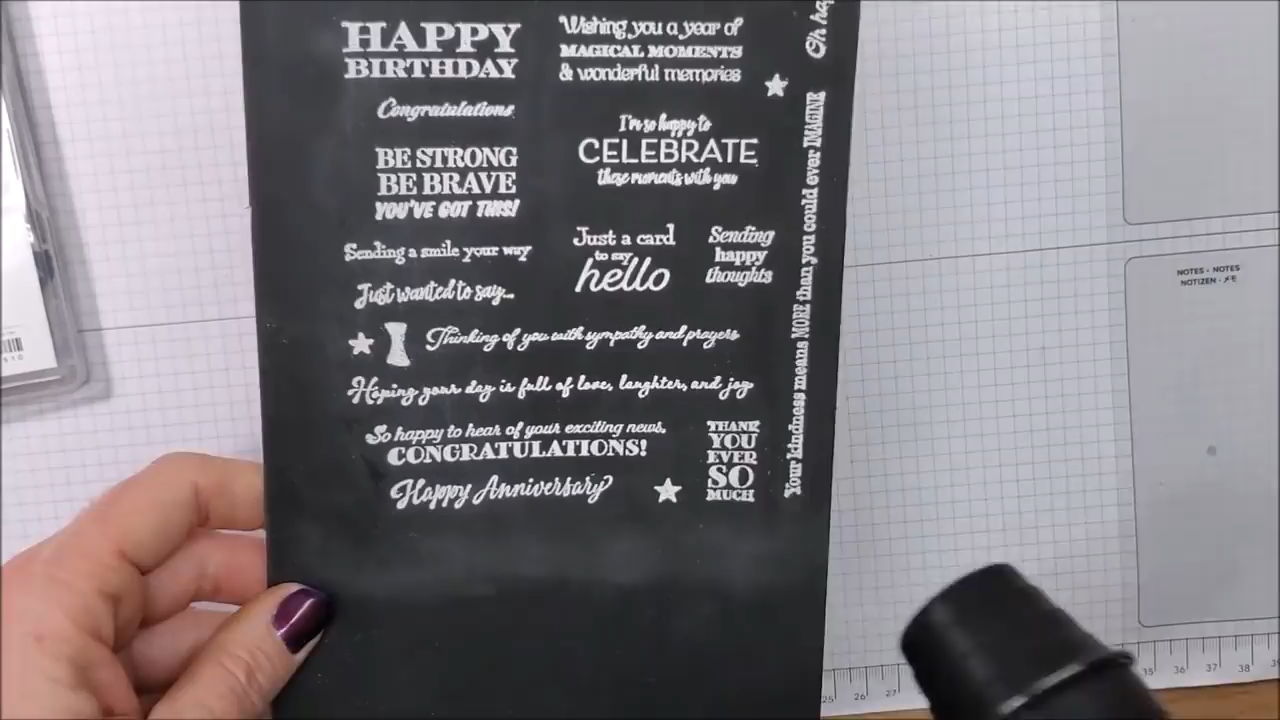 HAPPY
BIRTHDAY
Congratulations
BE STRONG
BE BRAVE
YOU'VE GOT THIS!
Sending a smile your way
Just wanted to say...
Thinking of you with sympathy and prayers
Hoping your day is full of love, laughter, and joy
So happy to hear of your exciting news,
CONGRATULATIONS!
Happy Anniversary
Wishing you a year of
MAGICAL MOMENTS
& wonderful memories
I'm so happy to
CELEBRATE
these moments with you
Just a card
to say
hello
Sending
happy
thoughts
THANK
YOU
EVER
SO
MUCH
Your kindness means MORE than you could ever IMAGINE
Oh
NOTES - NOTES
NOTIZEN -
25 26 27
35 36 37 38 39